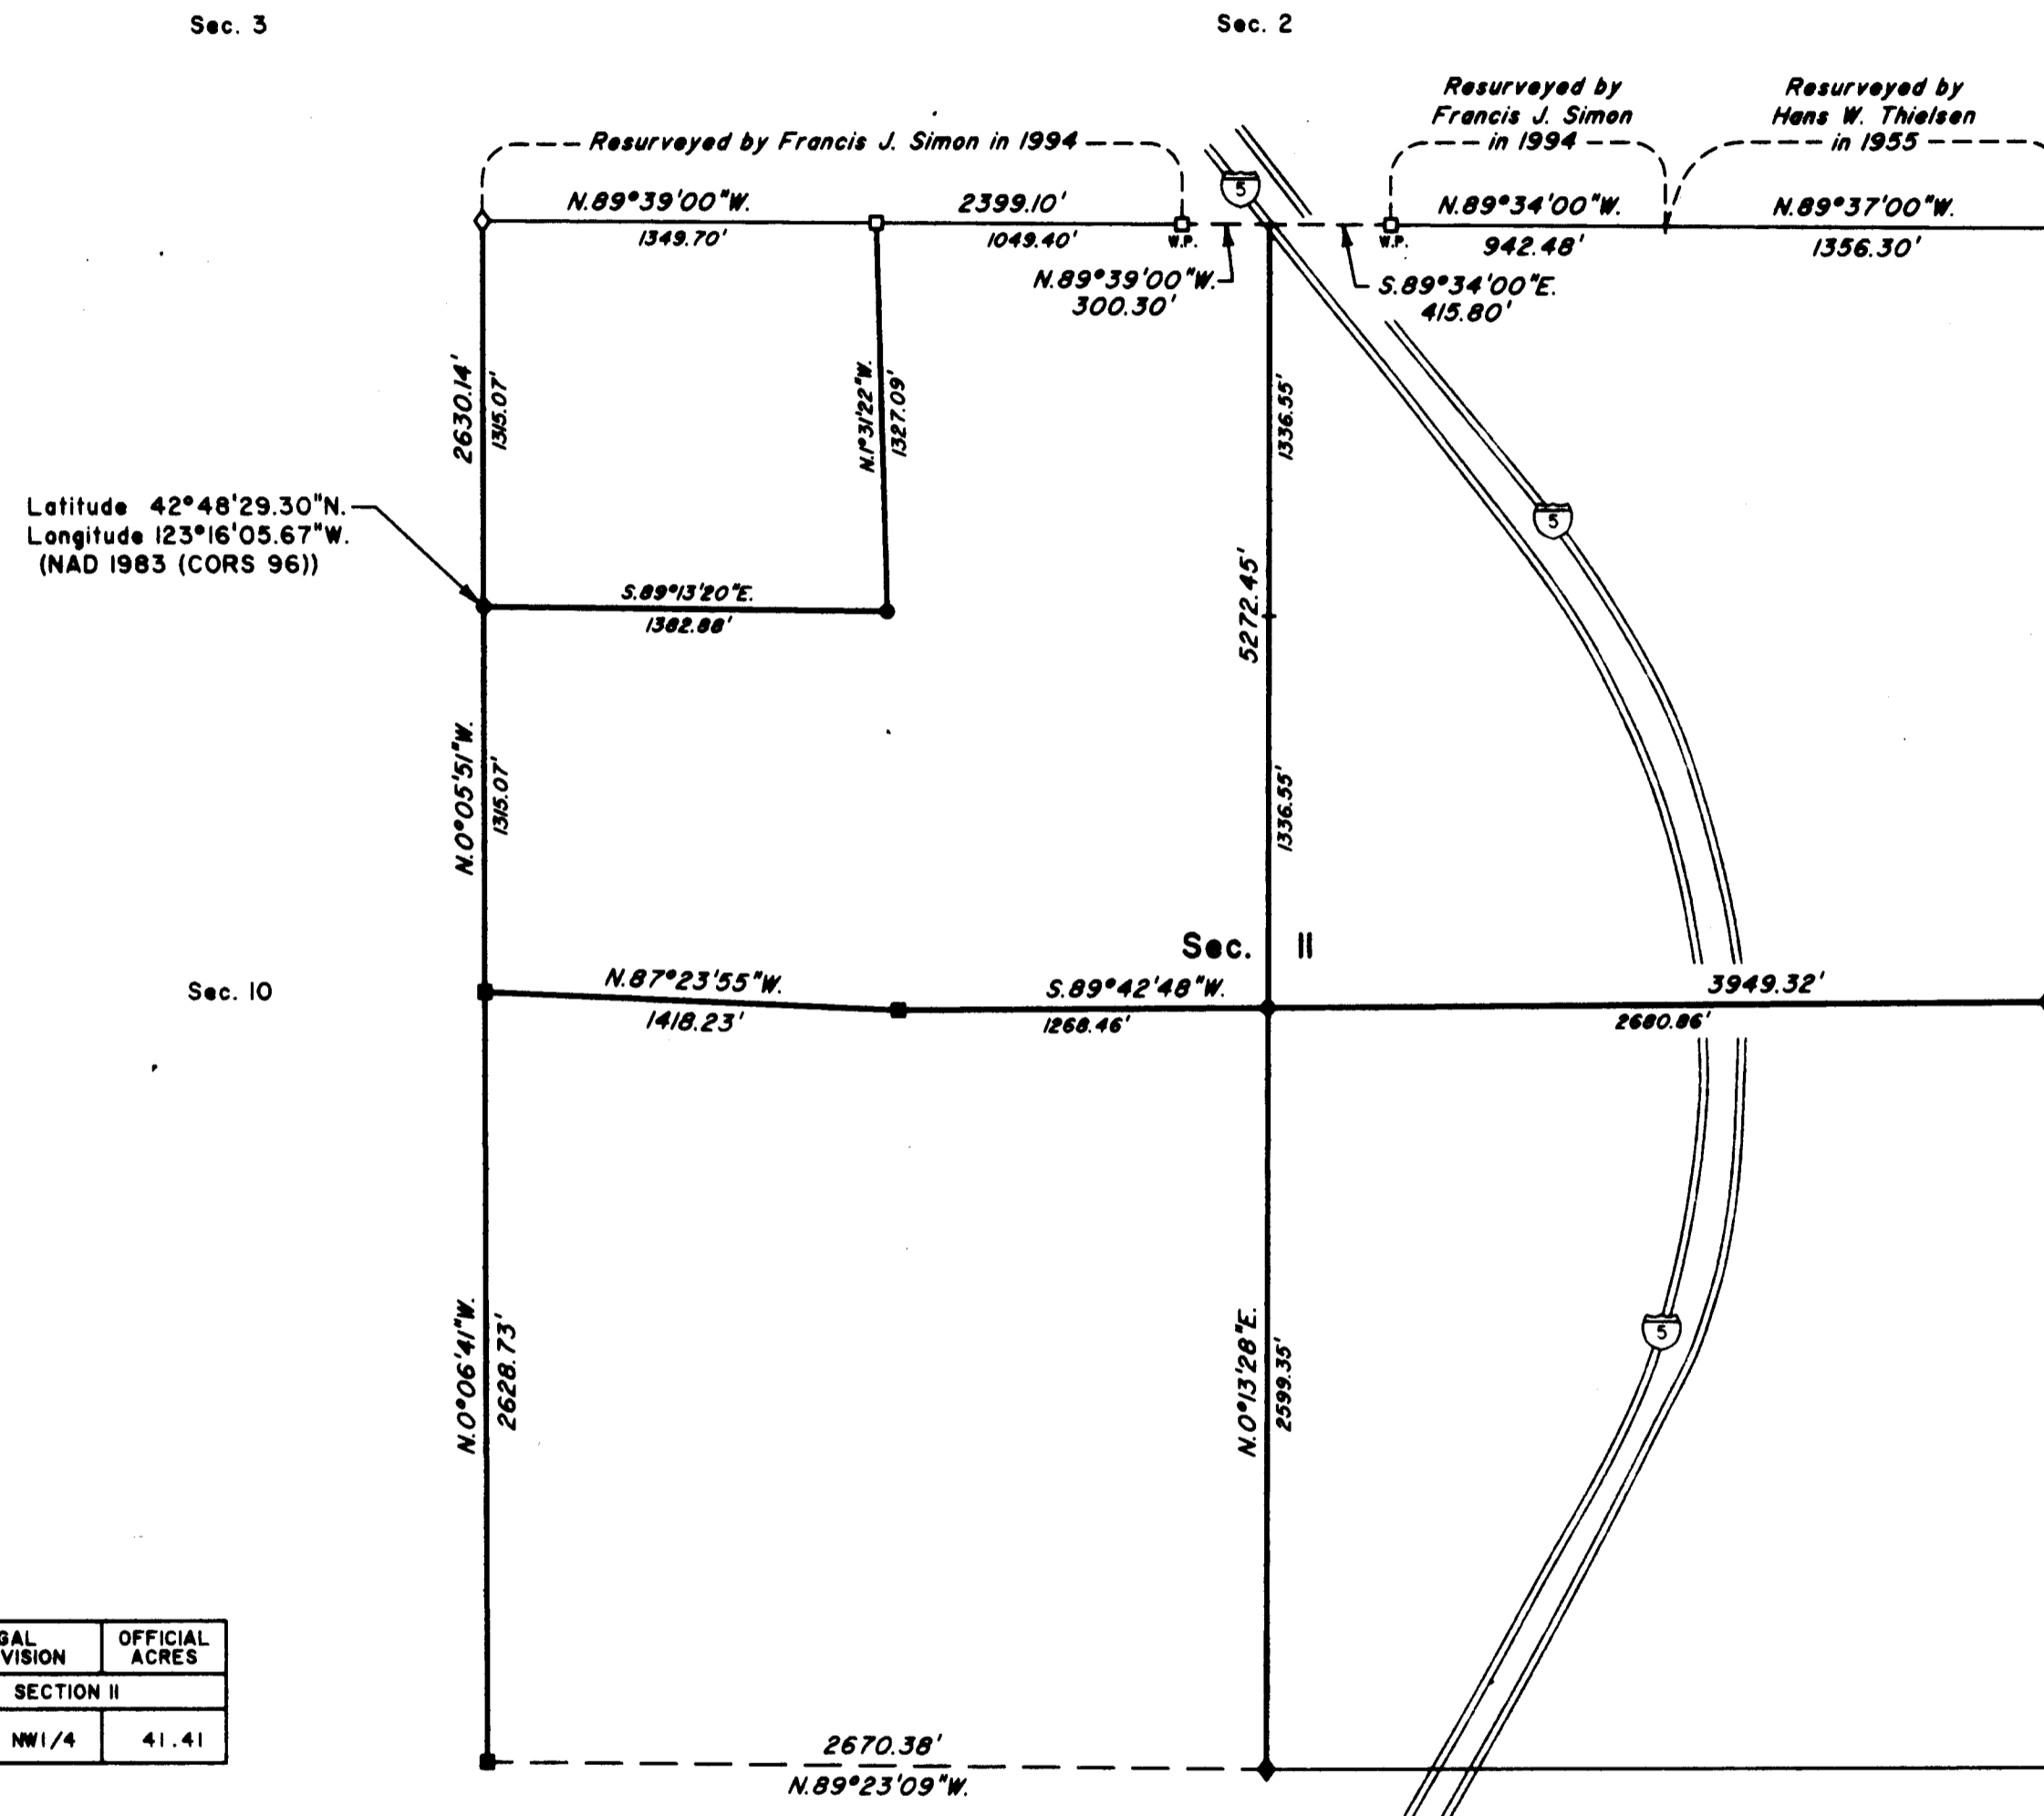 Sec. 3
Sec. 2
Resurveyed by Francis J. Simon in 1994
Resurveyed by
Francis J. Simon
in 1994
Resurveyed by
Hans W. Thielsen
in 1955
5
N.89°39'00"W.
2399.10'
1349.70'
1049.40'
W.P.
W.P.
N.89°39'00"W.
300.30'
S.89°34'00"E.
415.80'
N.89°34'00"W.
942.48'
N.89°37'00"W.
1356.30'
2630.14'
1315.07'
N.1°31'22"W.
1327.09'
1336.55'
Latitude 42°48'29.30"N.
Longitude 123°16'05.67"W.
(NAD 1983 (CORS 96))
5
S.89°13'20"E.
1382.88'
5272.45'
N.0°05'51"W.
1315.07'
1336.55'
Sec. 11
Sec. 10
N.87°23'55"W.
1418.23'
S.89°42'48"W.
1268.46'
3949.32'
2680.86'
N.0°06'41"W.
2628.73'
N.0°13'28"E.
2599.35'
5
GAL
VISION
OFFICIAL
ACRES
SECTION 11
NW1/4
41.41
2670.38'
N.89°23'09"W.